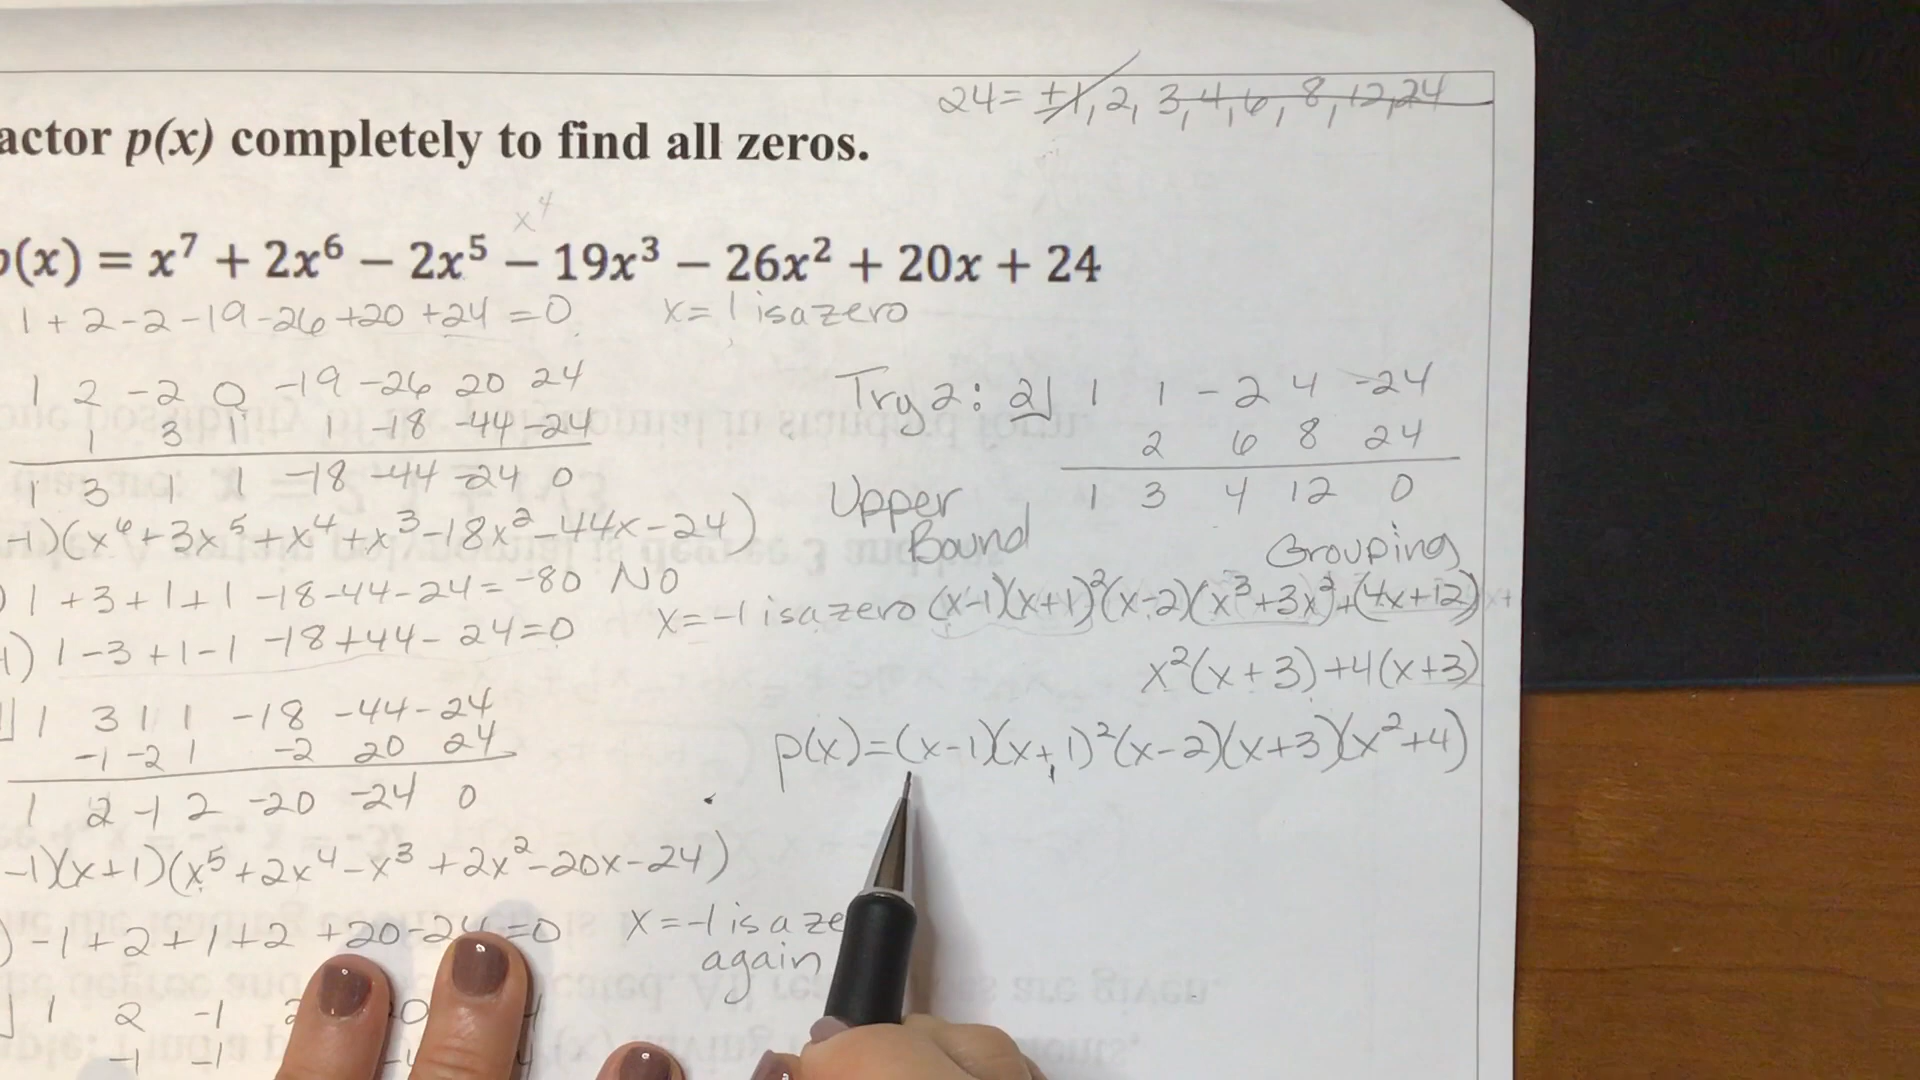 24 = ±1, 2, 3, 4, 6, 8, 12, 24
actor p(x) completely to find all zeros.
x⁴
p(x) = x⁷ + 2x⁶ – 2x⁵ – 19x³ – 26x² + 20x + 24
1 + 2 - 2 - 19 - 26 + 20 + 24 = 0 x = 1 is a zero
1 2 -2 0 -19 -26 20 24
1 3 1 1 -18 -44 -24
1 3 1 1 -18 -44 -24 0
-1)(x⁶ + 3x⁵ + x⁴ + x³ - 18x² - 44x - 24)
) 1 + 3 + 1 + 1 - 18 - 44 - 24 = -80 NO
1) 1 - 3 + 1 - 1 - 18 + 44 - 24 = 0 x = -1 is a zero
1 3 1 1 -18 -44 -24
-1 -2 1 -2 20 24
1 2 -1 2 -20 -24 0
-1)(x+1)(x⁵ + 2x⁴ - x³ + 2x² - 20x - 24)
) -1 + 2 + 1 + 2 + 20 - 24 = 0 x = -1 is a ze
again
1 2 -1
-1 -1
Try 2: 2| 1 1 -2 4 -24
2 6 8 24
1 3 4 12 0
Upper
Bound
Grouping
(x-1)(x+1)²(x-2)(x³+3x²)+(4x+12)
x²(x+3)+4(x+3)
p(x)=(x-1)(x+1)²(x-2)(x+3)(x²+4)